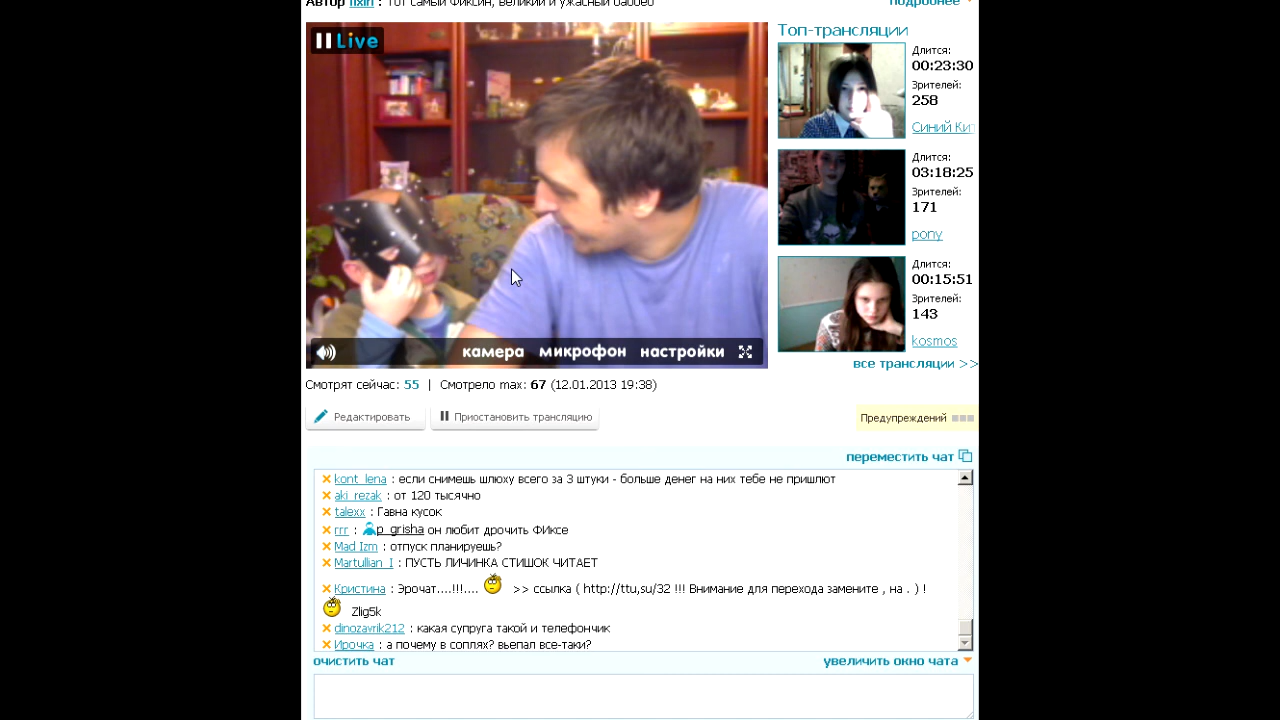 Автор fixin : тот самый Фиксин, великий и ужасный
подробнее
Live
камера микрофон настройки
Топ-трансляции
Длится:
00:23:30
Зрителей:
258
Синий Ки
Длится:
03:18:25
Зрителей:
171
pony
Длится:
00:15:51
Зрителей:
143
kosmos
все трансляции >>
Смотрят сейчас: 55 | Смотрело max: 67 (12.01.2013 19:38)
Редактировать
Приостановить трансляцию
Предупреждений
переместить чат
kont_lena : если снимешь шлюху всего за 3 штуки - больше денег на них тебе не пришлют
aki_rezak : от 120 тысячно
talexx : Гавна кусок
rrr : p_grisha он любит дрочить ФИксе
Mad Izm : отпуск планируешь?
Martullian_I : ПУСТЬ ЛИЧИНКА СТИШОК ЧИТАЕТ
Кристина : Эрочат....!!!.... >> ссылка ( http://ttu,su/32 !!! Внимание для перехода замените , на . ) !
Zlig5k
dinozavrik212 : какая супруга такой и телефончик
Ирочка : а почему в соплях? вьепал все-таки?
очистить чат
увеличить окно чата